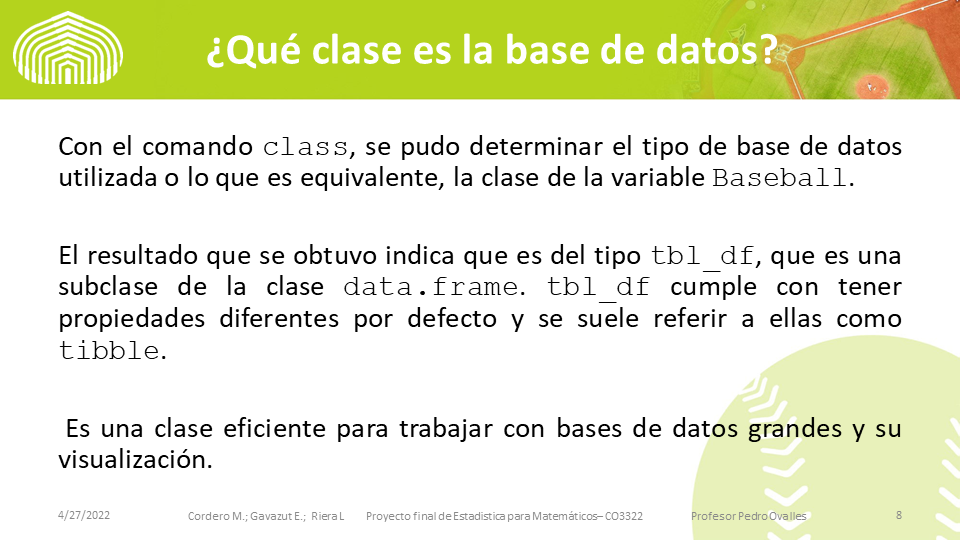 ¿Qué clase es la base de datos?
Con el comando class, se pudo determinar el tipo de base de datos
utilizada o lo que es equivalente, la clase de la variable Baseball.
El resultado que se obtuvo indica que es del tipo tbl_df, que es una
subclase de la clase data.frame. tbl_df cumple con tener
propiedades diferentes por defecto y se suele referir a ellas como
tibble.
Es una clase eficiente para trabajar con bases de datos grandes y su
visualización.
4/27/2022 Cordero M.; Gavazut E.; Riera L Proyecto final de Estadistica para Matemáticos– CO3322 Profesor Pedro Ovalles 8